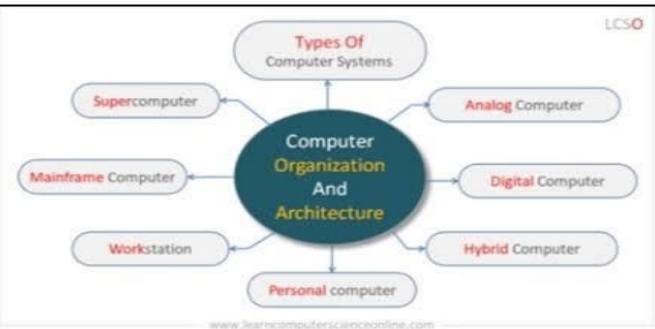 LCSO
Types Of
Computer Systems
Supercomputer
Analog Computer
Computer
Organization
And
Architecture
Mainframe Computer
Digital Computer
Workstation
Hybrid Computer
Personal computer
www.learncomputerscienceonline.com